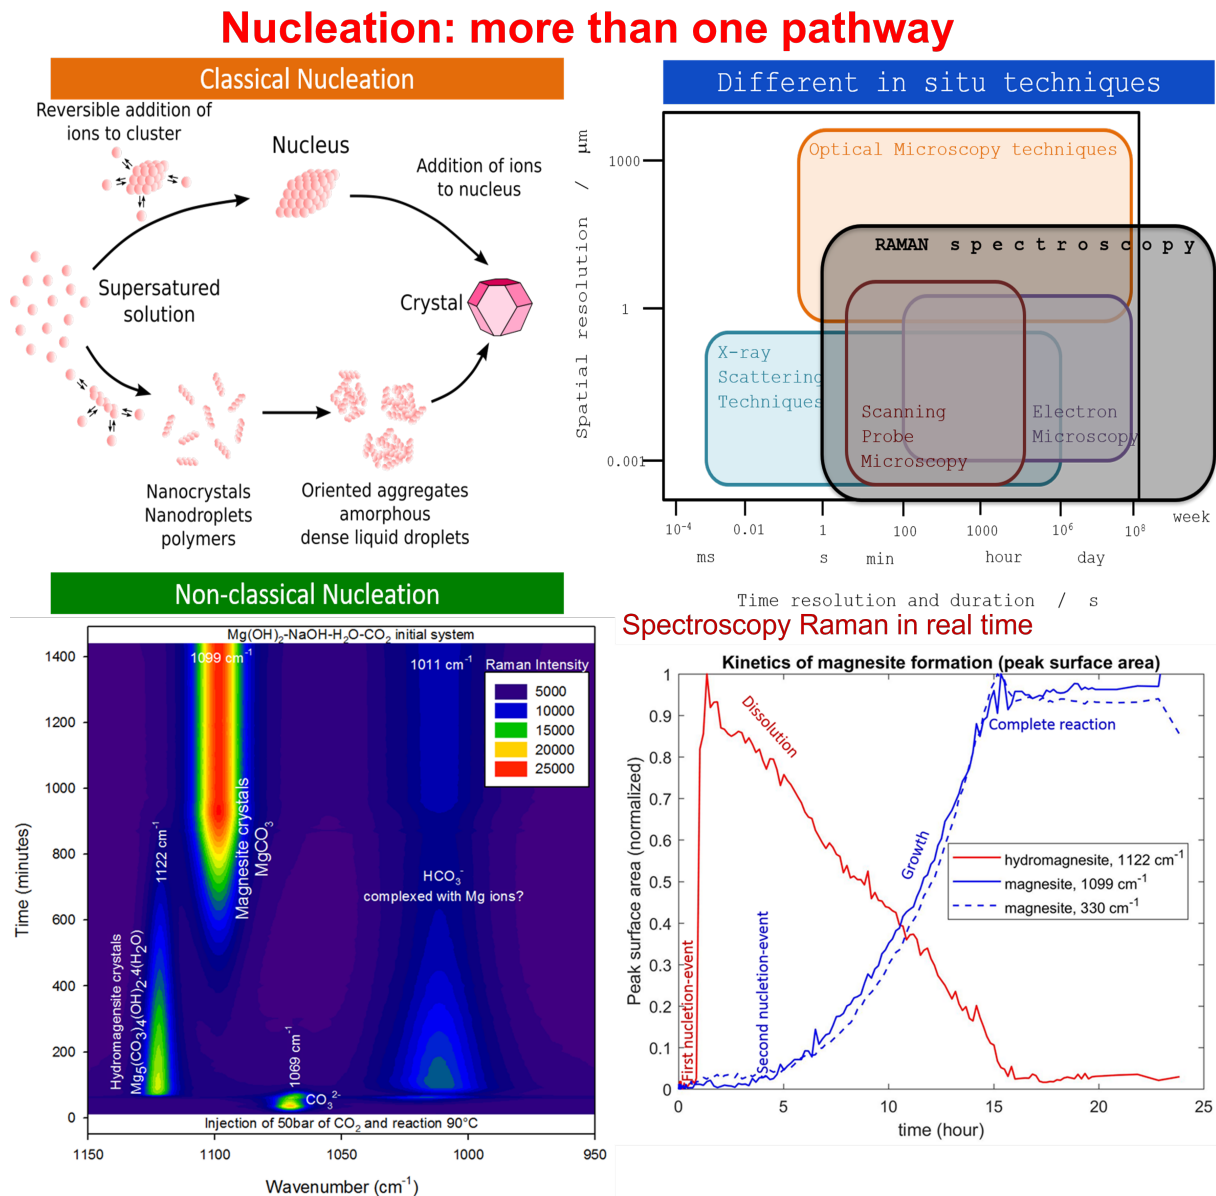 Nucleation: more than one pathway
Classical Nucleation
Reversible addition of
ions to cluster
Nucleus
Addition of ions
to nucleus
Supersatured
solution
Crystal
Nanocrystals
Nanodroplets
polymers
Oriented aggregates
amorphous
dense liquid droplets
Non-classical Nucleation
Different in situ techniques
Spatial resolution / µm
1000
1
0.001
Optical Microscopy techniques
RAMAN spectroscopy
X-ray
Scattering
Techniques
Scanning
Probe
Microscopy
Electron
Microscopy
10⁻⁴
0.01
1
100
1000
10⁶
10⁸
week
ms
s
min
hour
day
Time resolution and duration / s
Mg(OH)₂-NaOH-H₂O-CO₂ initial system
1099 cm⁻¹
1011 cm⁻¹
Raman Intensity
5000
10000
15000
20000
25000
Time (minutes)
1400
1200
1000
800
600
400
200
0
1122 cm⁻¹
Magnesite crystals
MgCO₃
HCO₃⁻
complexed with Mg ions?
Hydromagensite crystals
Mg₅(CO₃)₄(OH)₂.4(H₂O)
1069 cm⁻¹
CO₃²⁻
Injection of 50bar of CO₂ and reaction 90°C
1150
1100
1050
1000
950
Wavenumber (cm⁻¹)
Spectroscopy Raman in real time
Kinetics of magnesite formation (peak surface area)
Peak surface area (normalized)
1
0.9
0.8
0.7
0.6
0.5
0.4
0.3
0.2
0.1
0
Dissolution
Complete reaction
Growth
hydromagnesite, 1122 cm⁻¹
magnesite, 1099 cm⁻¹
magnesite, 330 cm⁻¹
First nucletion-event
Second nucletion-event
0
5
10
15
20
25
time (hour)